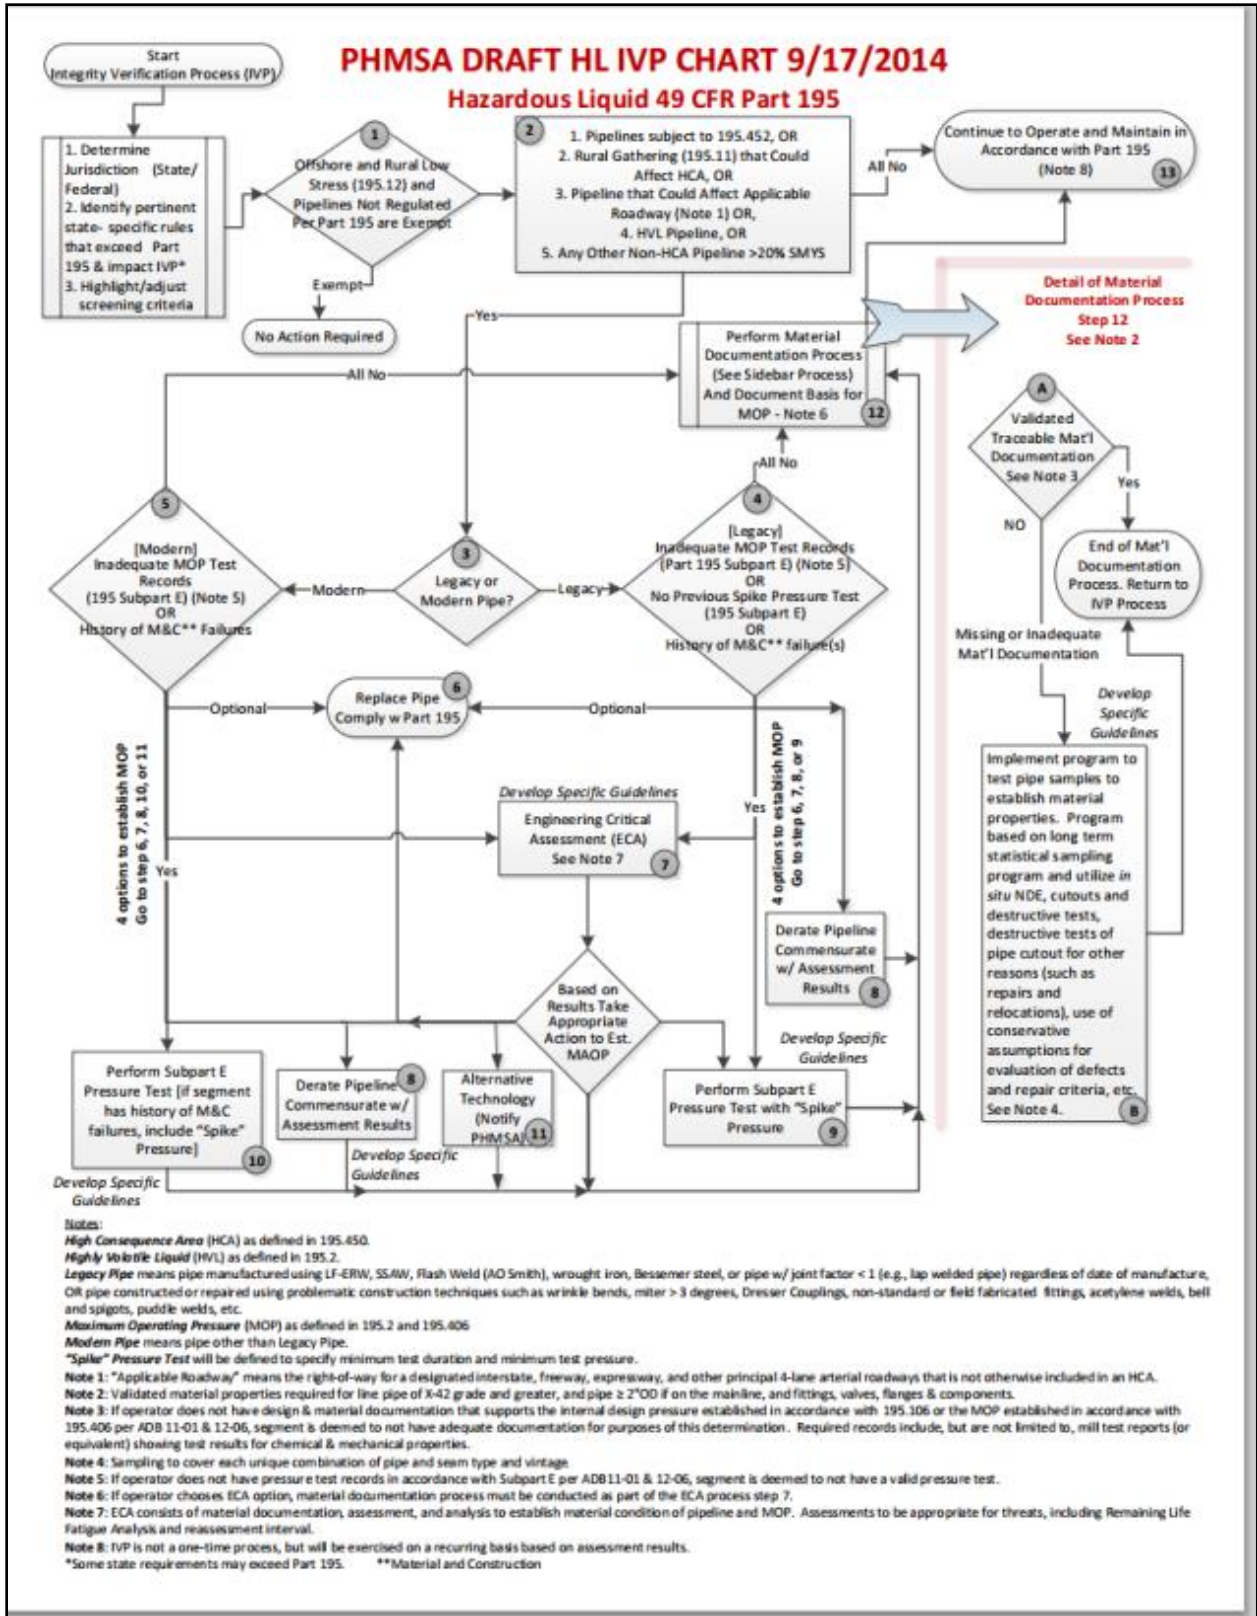 Start
Integrity Verification Process (IVP)
PHMSA DRAFT HL IVP CHART 9/17/2014
Hazardous Liquid 49 CFR Part 195
1. Determine
Jurisdiction (State/
Federal)
2. Identify pertinent
state- specific rules
that exceed Part
195 & impact IVP*
3. Highlight/adjust
screening criteria
1
Offshore and Rural Low
Stress (195.12) and
Pipelines Not Regulated
Per Part 195 are Exempt
Exempt
No Action Required
2
1. Pipelines subject to 195.452, OR
2. Rural Gathering (195.11) that Could
Affect HCA, OR
3. Pipeline that Could Affect Applicable
Roadway (Note 1) OR,
4. HVL Pipeline, OR
5. Any Other Non-HCA Pipeline >20% SMYS
All No
Continue to Operate and Maintain in
Accordance with Part 195
(Note 8)
13
Yes
Perform Material
Documentation Process
(See Sidebar Process)
And Document Basis for
MOP - Note 6
12
All No
All No
Detail of Material
Documentation Process
Step 12
See Note 2
A
Validated
Traceable Mat'l
Documentation
See Note 3
Yes
NO
End of Mat'l
Documentation
Process. Return to
IVP Process
Missing or Inadequate
Mat'l Documentation
Develop
Specific
Guidelines
Implement program to
test pipe samples to
establish material
properties. Program
based on long term
statistical sampling
program and utilize in
situ NDE, cutouts and
destructive tests,
destructive tests of
pipe cutout for other
reasons (such as
repairs and
relocations), use of
conservative
assumptions for
evaluation of defects
and repair criteria, etc.
See Note 4.
B
5
[Modern]
Inadequate MOP Test
Records
(195 Subpart E) (Note 5)
OR
History of M&C** Failures
Modern
3
Legacy or
Modern Pipe?
Legacy
4
[Legacy]
Inadequate MOP Test Records
(Part 195 Subpart E) (Note 5)
OR
No Previous Spike Pressure Test
(195 Subpart E)
OR
History of M&C** failure(s)
Optional
Replace Pipe
Comply w Part 195
6
Optional
4 options to establish MOP
Go to step 6, 7, 8, 10, or 11
Yes
Develop Specific Guidelines
Engineering Critical
Assessment (ECA)
See Note 7
7
Yes
4 options to establish MOP
Go to step 6, 7, 8, or 9
Derate Pipeline
Commensurate
w/ Assessment
Results
8
Based on
Results Take
Appropriate
Action to Est.
MAOP
Develop Specific
Guidelines
Perform Subpart E
Pressure Test [if segment
has history of M&C
failures, include "Spike"
Pressure]
10
Develop Specific
Guidelines
Derate Pipeline
Commensurate w/
Assessment Results
8
Develop Specific
Guidelines
Alternative
Technology
(Notify
PHMSA)
11
Perform Subpart E
Pressure Test with "Spike"
Pressure
9
Notes:
High Consequence Area (HCA) as defined in 195.450.
Highly Volatile Liquid (HVL) as defined in 195.2.
Legacy Pipe means pipe manufactured using LF-ERW, SSAW, Flash Weld (AO Smith), wrought iron, Bessemer steel, or pipe w/ joint factor < 1 (e.g., lap welded pipe) regardless of date of manufacture,
OR pipe constructed or repaired using problematic construction techniques such as wrinkle bends, miter > 3 degrees, Dresser Couplings, non-standard or field fabricated fittings, acetylene welds, bell
and spigots, puddle welds, etc.
Maximum Operating Pressure (MOP) as defined in 195.2 and 195.406
Modern Pipe means pipe other than Legacy Pipe.
"Spike" Pressure Test will be defined to specify minimum test duration and minimum test pressure.
Note 1: "Applicable Roadway" means the right-of-way for a designated interstate, freeway, expressway, and other principal 4-lane arterial roadways that is not otherwise included in an HCA.
Note 2: Validated material properties required for line pipe of X-42 grade and greater, and pipe ≥ 2"OD if on the mainline, and fittings, valves, flanges & components.
Note 3: If operator does not have design & material documentation that supports the internal design pressure established in accordance with 195.106 or the MOP established in accordance with
195.406 per ADB 11-01 & 12-06, segment is deemed to not have adequate documentation for purposes of this determination. Required records include, but are not limited to, mill test reports (or
equivalent) showing test results for chemical & mechanical properties.
Note 4: Sampling to cover each unique combination of pipe and seam type and vintage
Note 5: If operator does not have pressure test records in accordance with Subpart E per ADB11-01 & 12-06, segment is deemed to not have a valid pressure test.
Note 6: If operator chooses ECA option, material documentation process must be conducted as part of the ECA process step 7.
Note 7: ECA consists of material documentation, assessment, and analysis to establish material condition of pipeline and MOP. Assessments to be appropriate for threats, including Remaining Life
Fatigue Analysis and reassessment interval.
Note 8: IVP is not a one-time process, but will be exercised on a recurring basis based on assessment results.
*Some state requirements may exceed Part 195. **Material and Construction